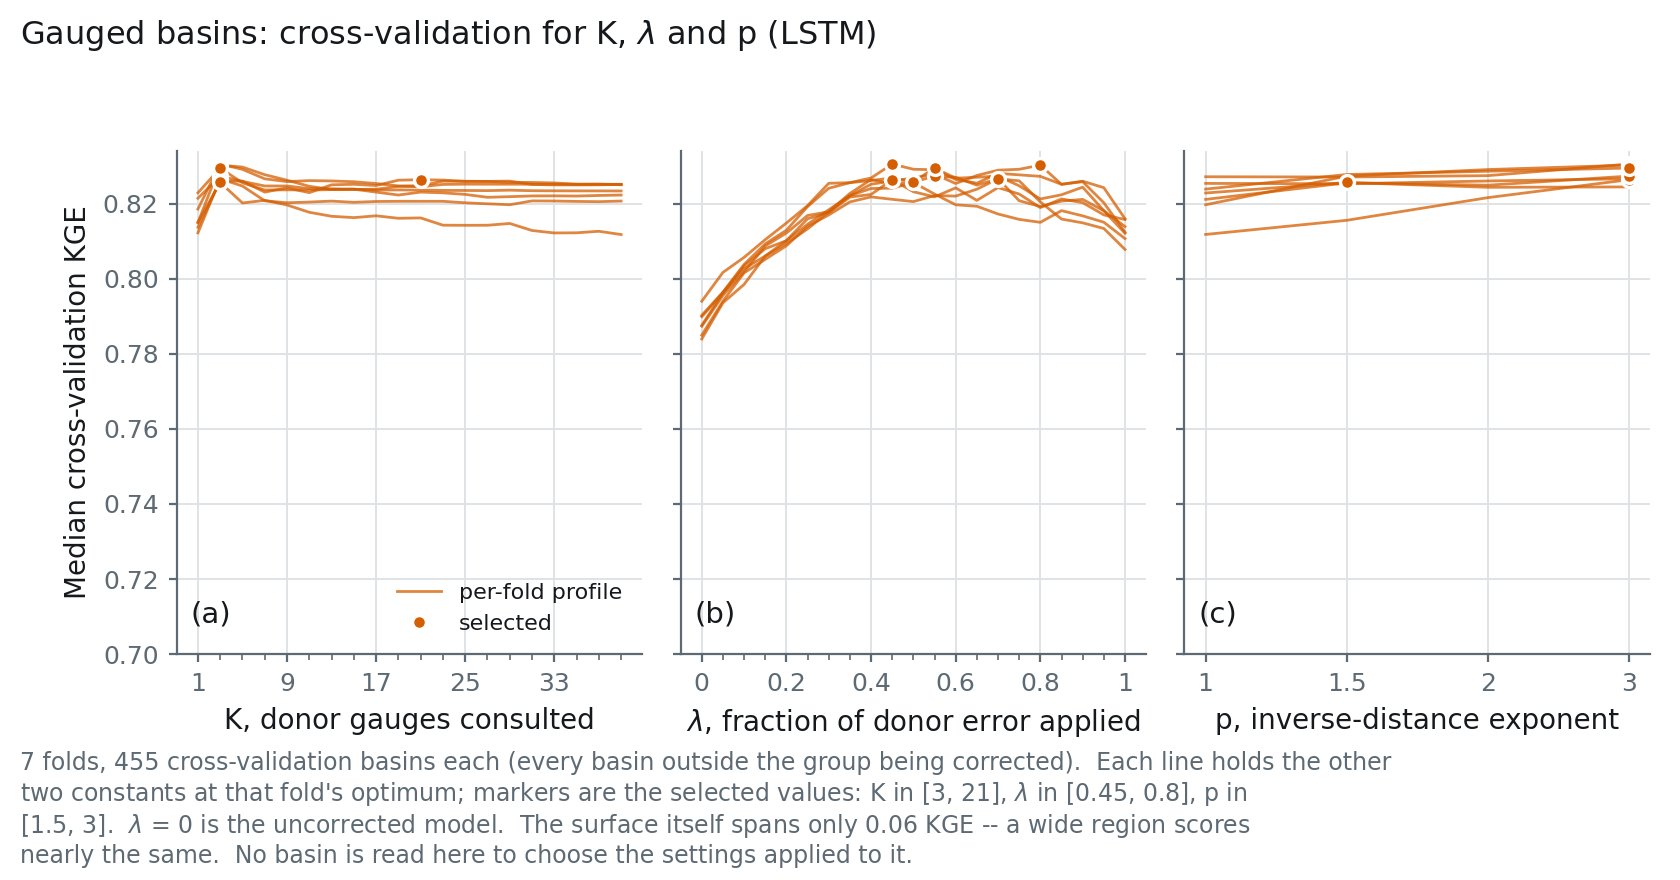 Gauged basins: cross-validation for K, λ and p (LSTM)
Median cross-validation KGE
0.82
0.80
0.78
0.76
0.74
0.72
0.70
(a)
per-fold profile
selected
1 9 17 25 33
K, donor gauges consulted
(b)
0 0.2 0.4 0.6 0.8 1
λ, fraction of donor error applied
(c)
1 1.5 2 3
p, inverse-distance exponent
7 folds, 455 cross-validation basins each (every basin outside the group being corrected).  Each line holds the other
two constants at that fold's optimum; markers are the selected values: K in [3, 21], λ in [0.45, 0.8], p in
[1.5, 3].  λ = 0 is the uncorrected model.  The surface itself spans only 0.06 KGE -- a wide region scores
nearly the same.  No basin is read here to choose the settings applied to it.